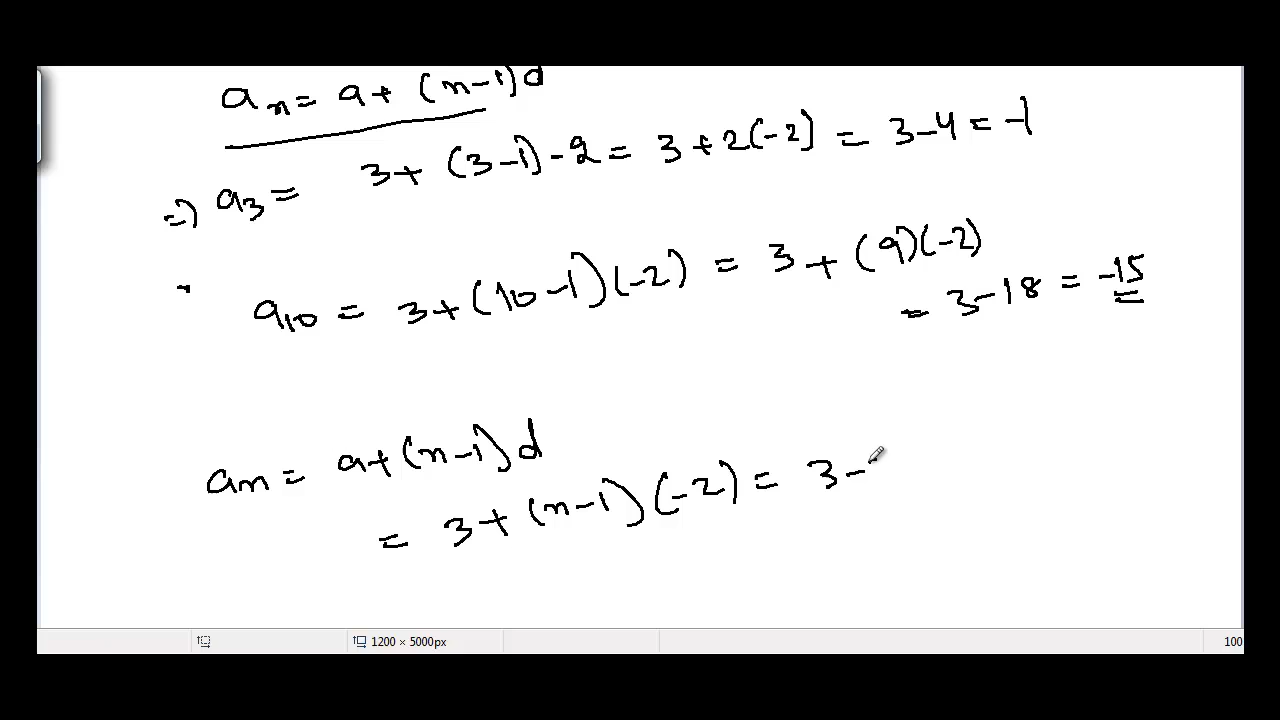 an = a + (n-1)d
=) a3 = 3 + (3-1) -2 = 3 + 2(-2) = 3-4 = -1
a10 = 3 + (10-1)(-2) = 3 + (9)(-2)
= 3-18 = -15
an = a + (n-1)d
= 3 + (n-1)(-2) = 3-
1200 × 5000px
100